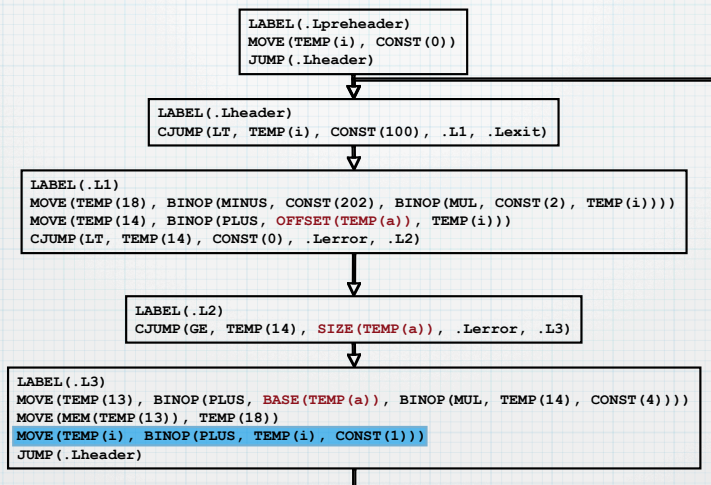 LABEL(.Lpreheader)
MOVE(TEMP(i), CONST(0))
JUMP(.Lheader)
LABEL(.Lheader)
CJUMP(LT, TEMP(i), CONST(100), .L1, .Lexit)
LABEL(.L1)
MOVE(TEMP(18), BINOP(MINUS, CONST(202), BINOP(MUL, CONST(2), TEMP(i))))
MOVE(TEMP(14), BINOP(PLUS, OFFSET(TEMP(a)), TEMP(i)))
CJUMP(LT, TEMP(14), CONST(0), .Lerror, .L2)
LABEL(.L2)
CJUMP(GE, TEMP(14), SIZE(TEMP(a)), .Lerror, .L3)
LABEL(.L3)
MOVE(TEMP(13), BINOP(PLUS, BASE(TEMP(a)), BINOP(MUL, TEMP(14), CONST(4))))
MOVE(MEM(TEMP(13)), TEMP(18))
MOVE(TEMP(i), BINOP(PLUS, TEMP(i), CONST(1)))
JUMP(.Lheader)